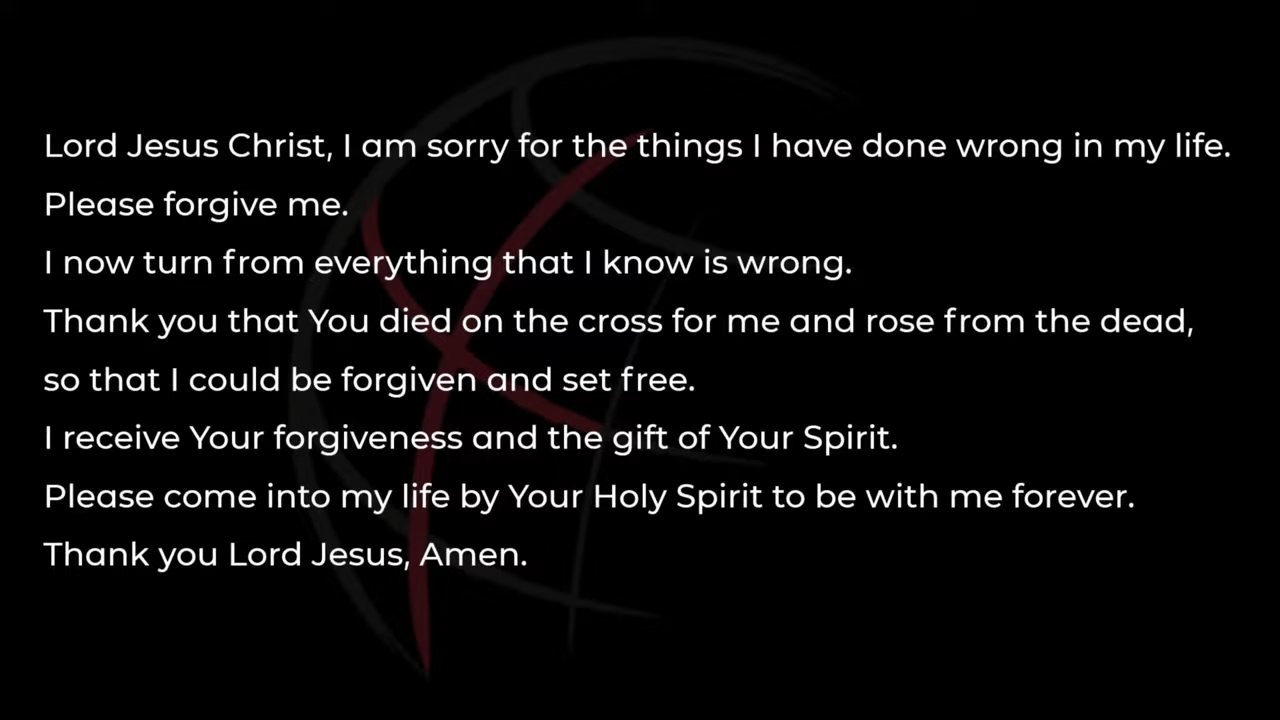 Lord Jesus Christ, I am sorry for the things I have done wrong in my life.
Please forgive me.
I now turn from everything that I know is wrong.
Thank you that You died on the cross for me and rose from the dead,
so that I could be forgiven and set free.
I receive Your forgiveness and the gift of Your Spirit.
Please come into my life by Your Holy Spirit to be with me forever.
Thank you Lord Jesus, Amen.